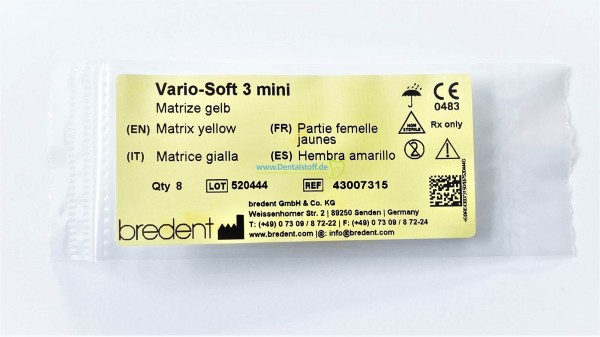 Vario-Soft 3 mini
Matrize gelb
(EN) Matrix yellow
(FR) Partie femelle jaunes
(IT) Matrice gialla
(ES) Hembra amarillo
CE
0483
NON STERILE
Rx only
2
www.Dentalstoff.de
Qty 8 LOT 520444 REF 43007315
bredent GmbH & Co. KG
Weissenhorner Str. 2 | 89250 Senden | Germany
T: (+49) 0 73 09 / 8 72-22 | F: (+49) 0 73 09 / 8 72-24
www.bredent.com |@: info@bredent.com
bredent